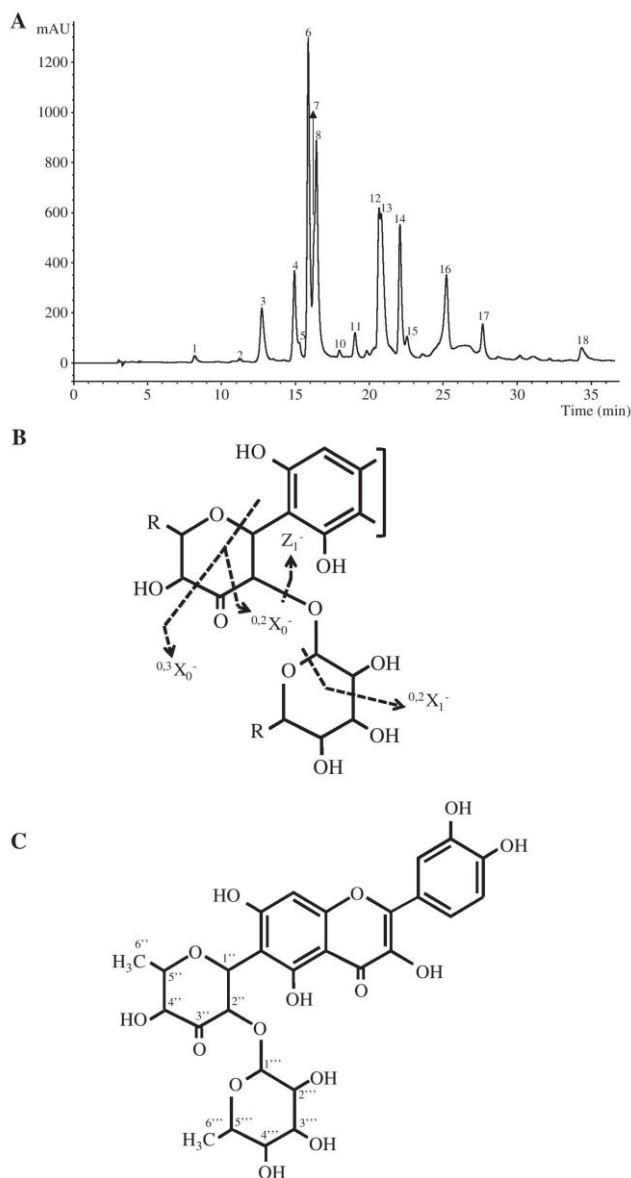 A
mAU
6
1200
1000
7
8
800
12
13
14
600
400
4
16
3
200
5
11
17
15
1
2
10
18
0
0
5
10
15
20
25
30
35
Time (min)
B
HO
O
R
Z₁⁻
OH
HO
O
O
⁰,²X₀⁻
⁰,³X₀⁻
O
OH
⁰,²X₁⁻
R
OH
OH
C
OH
OH
HO
O
6''
O
1''
H₃C
5''
OH
OH
O
4''
2''
HO
3''
O
O
1'''
O
OH
2'''
6'''
5'''
3'''
H₃C
4'''
OH
OH